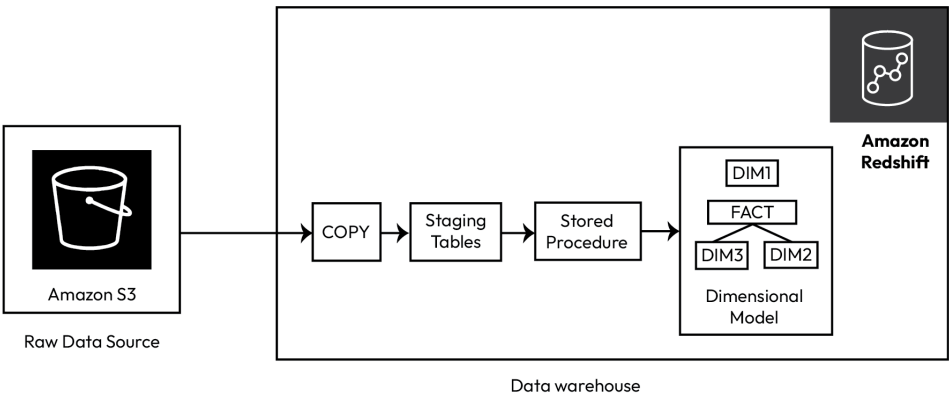 Amazon
Redshift
Amazon S3
Raw Data Source
COPY
Staging
Tables
Stored
Procedure
DIM1
FACT
DIM3
DIM2
Dimensional
Model
Data warehouse